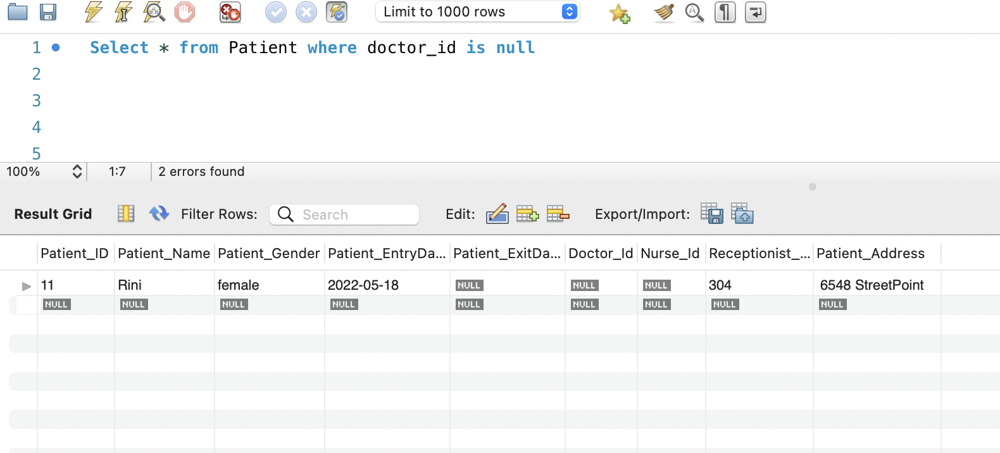 Limit to 1000 rows
1 Select * from Patient where doctor_id is null
2
3
4
5
100% 1:7 2 errors found
Result Grid Filter Rows: Search Edit: Export/Import:
Patient_ID Patient_Name Patient_Gender Patient_EntryDa... Patient_ExitDa... Doctor_Id Nurse_Id Receptionist_... Patient_Address
11 Rini female 2022-05-18 NULL NULL NULL 304 6548 StreetPoint
NULL NULL NULL NULL NULL NULL NULL NULL NULL